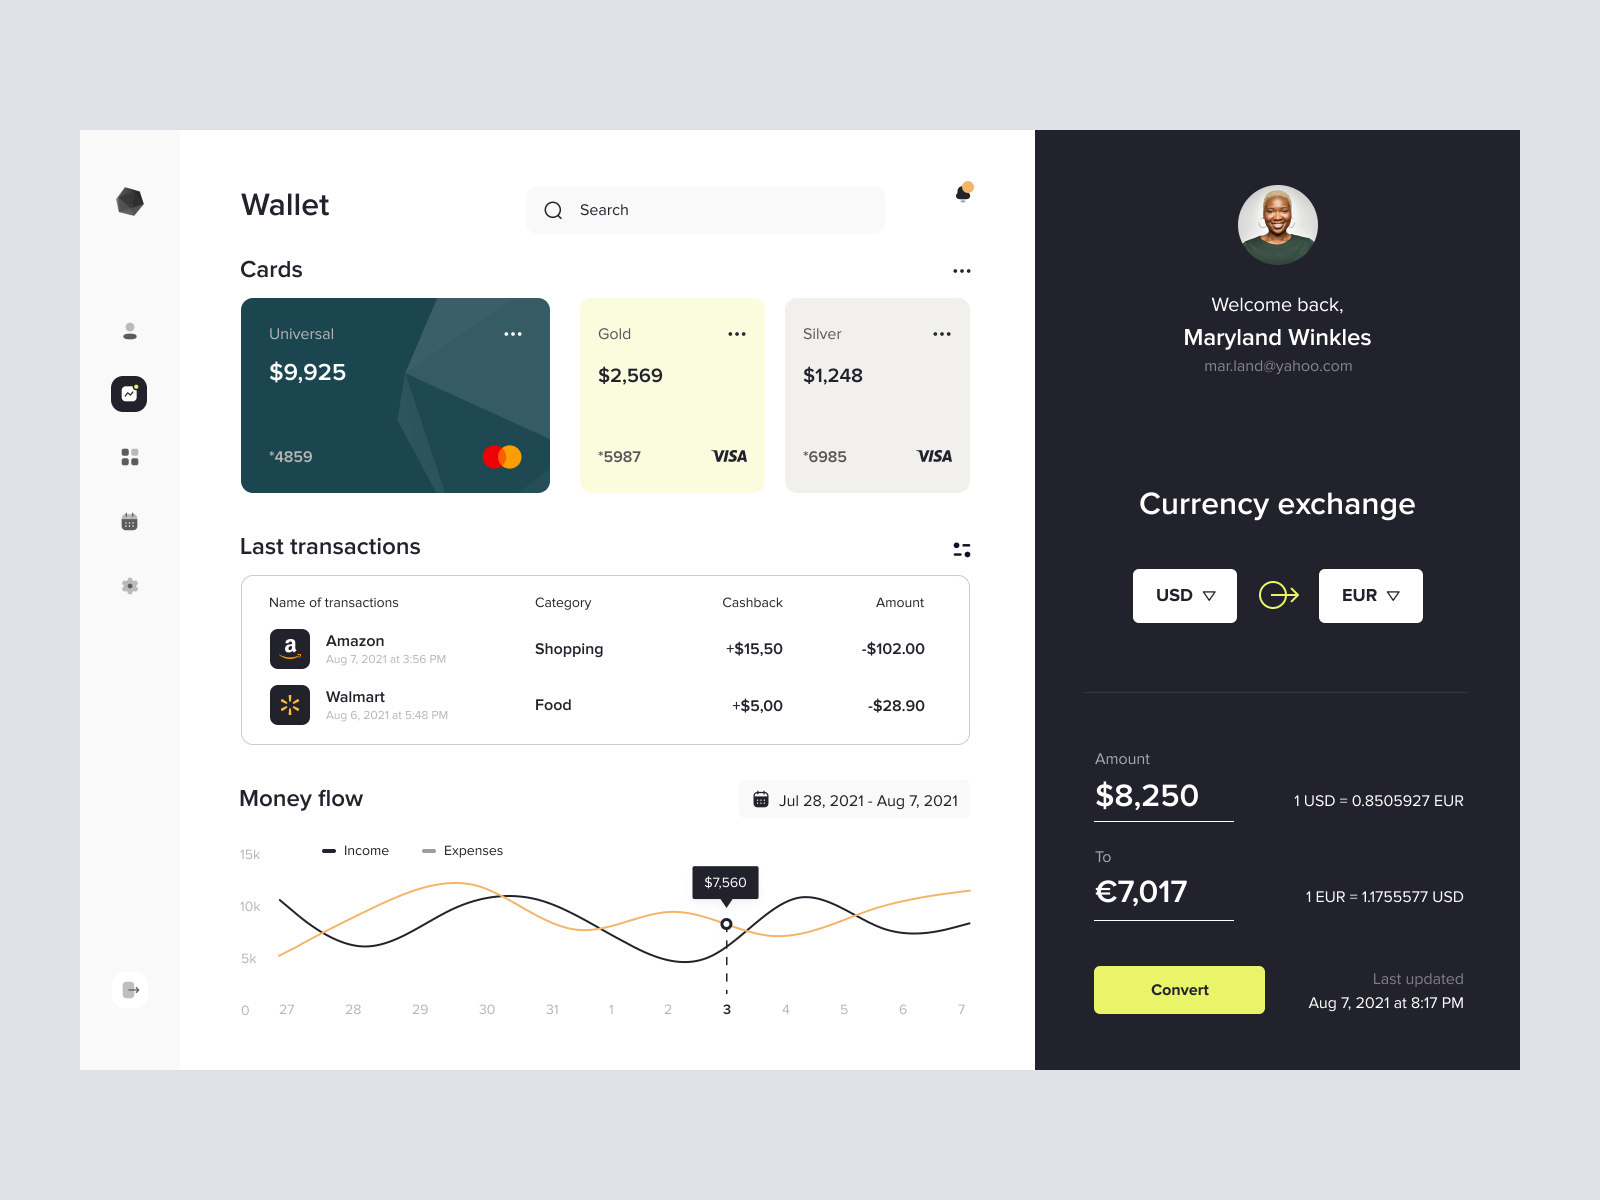 Wallet
Search
Cards
Universal
$9,925
*4859
Gold
$2,569
*5987
VISA
Silver
$1,248
*6985
VISA
Last transactions
Name of transactions Category Cashback Amount
a
Amazon
Aug 7, 2021 at 3:56 PM
Shopping +$15,50 -$102.00
Walmart
Aug 6, 2021 at 5:48 PM
Food +$5,00 -$28.90
Money flow
Jul 28, 2021 - Aug 7, 2021
Income Expenses
15k
10k
5k
0
$7,560
27 28 29 30 31 1 2 3 4 5 6 7
Welcome back,
Maryland Winkles
mar.land@yahoo.com
Currency exchange
USD
EUR
Amount
$8,250
1 USD = 0.8505927 EUR
To
€7,017
1 EUR = 1.1755577 USD
Convert
Last updated
Aug 7, 2021 at 8:17 PM